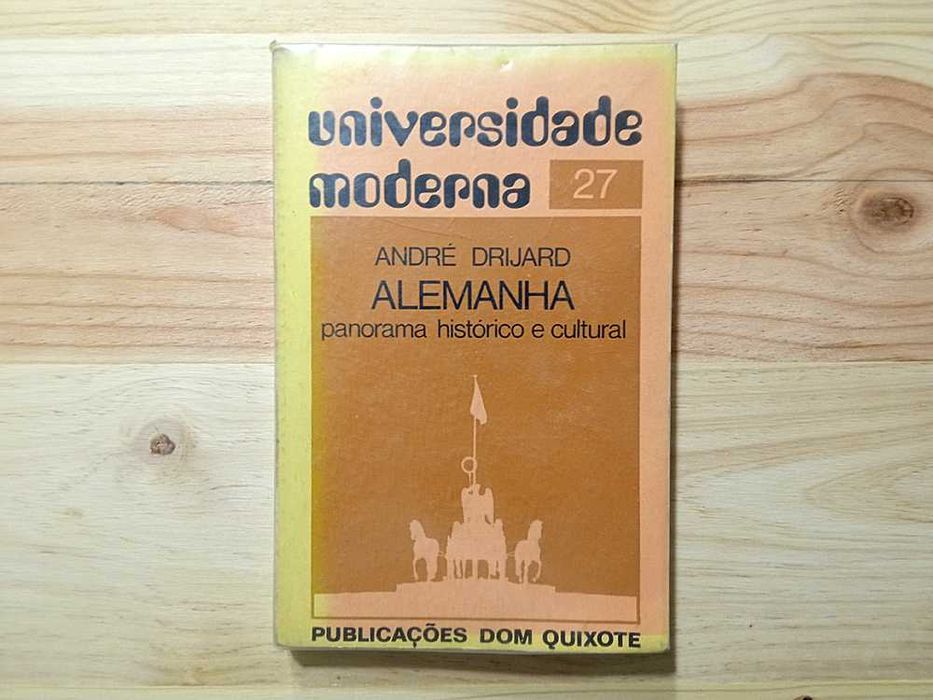 universidade
moderna 27
ANDRÉ DRIJARD
ALEMANHA
panorama histórico e cultural
PUBLICAÇÕES DOM QUIXOTE